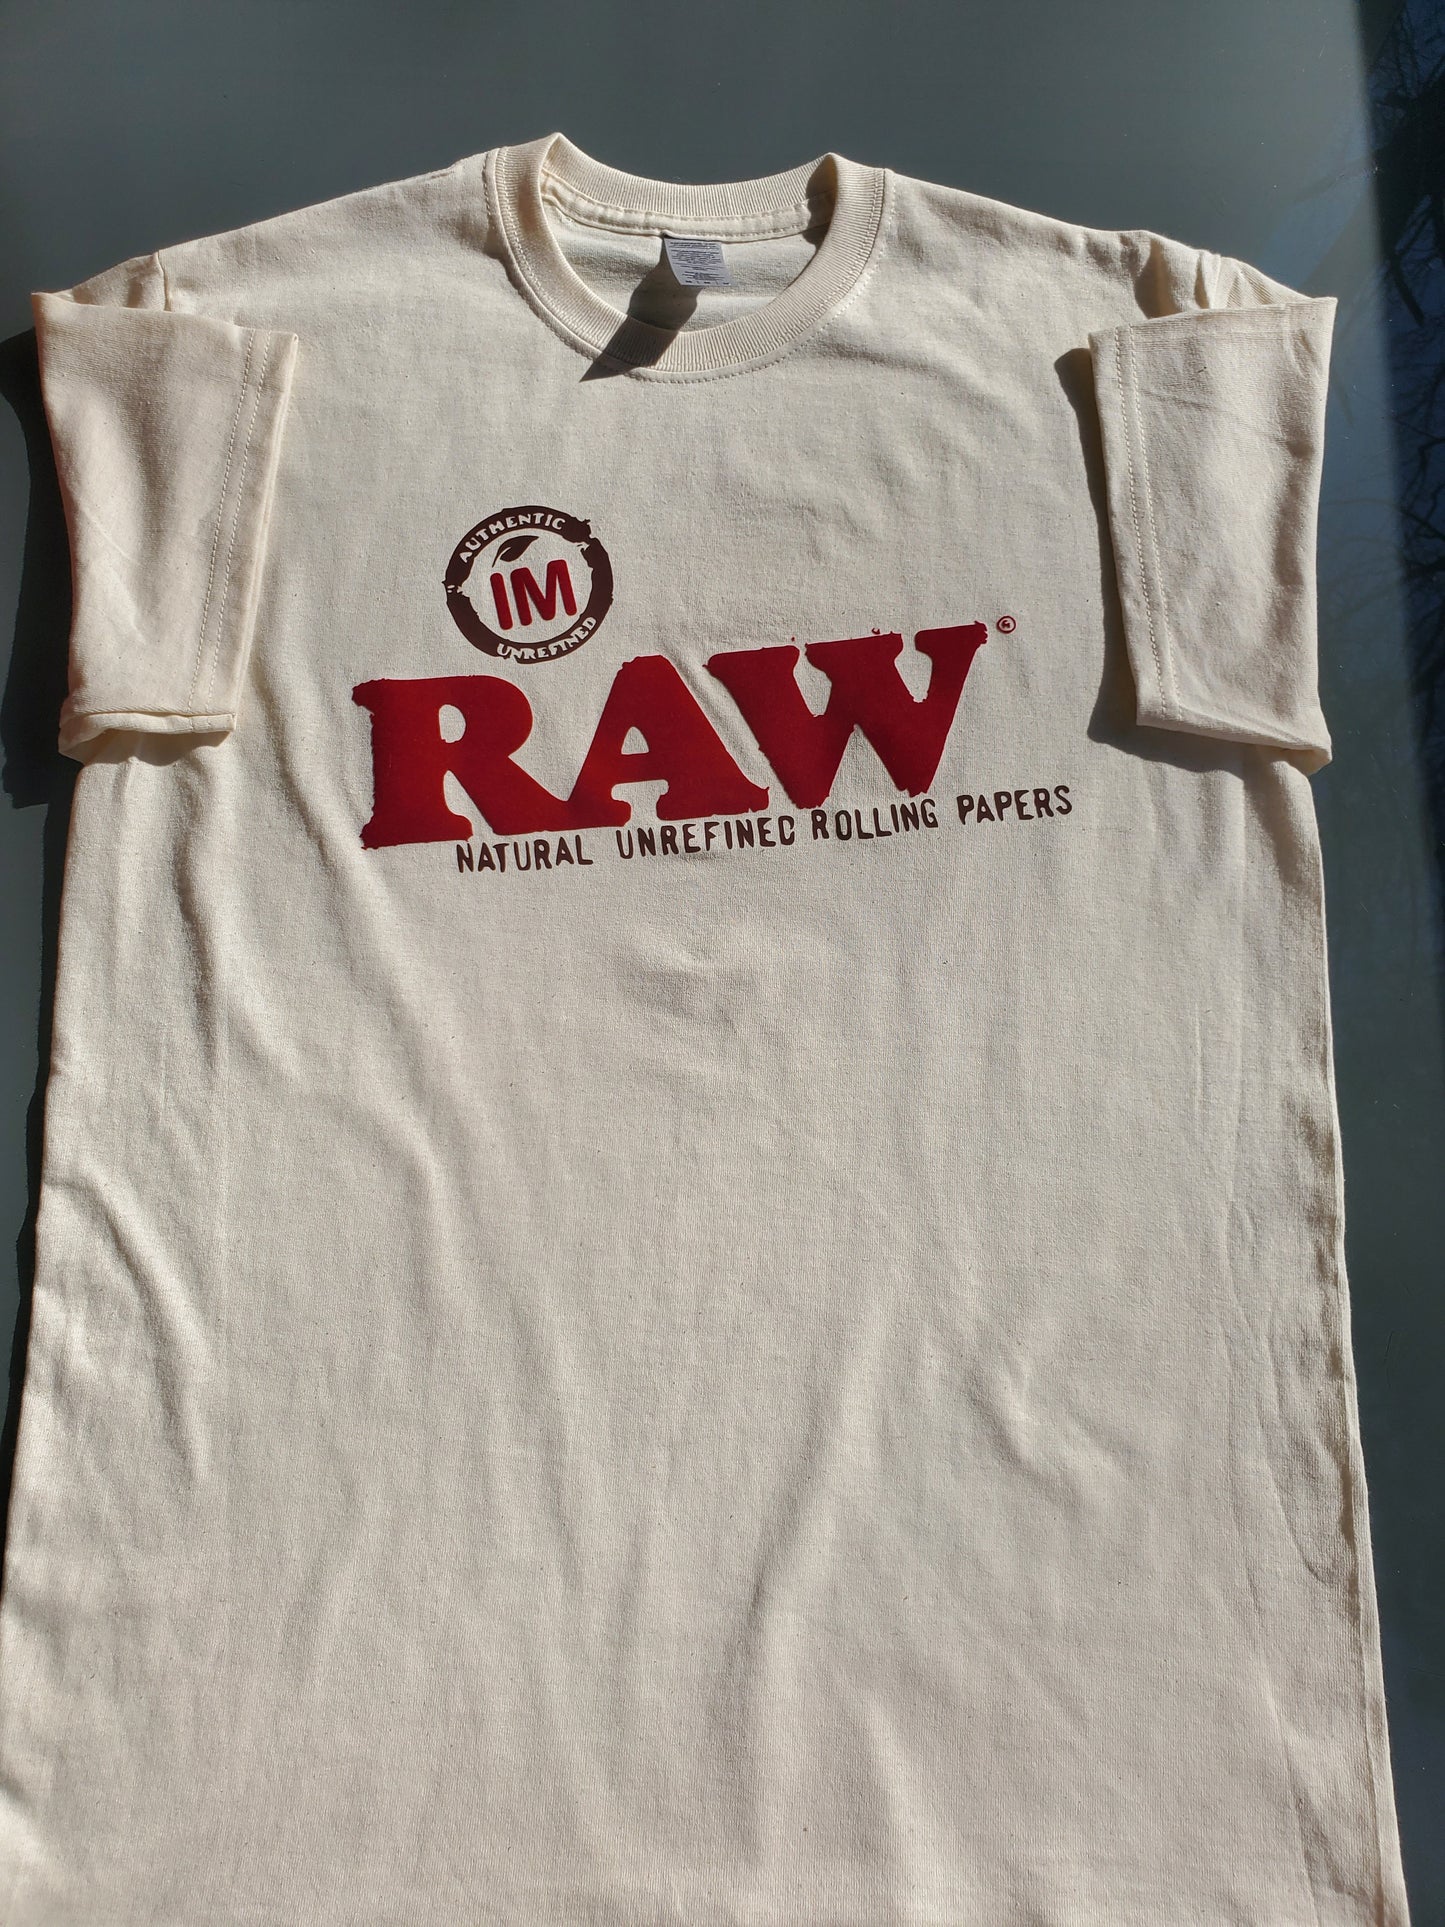 AUTHENTIC
IM
UNREFINED
RAW
NATURAL UNREFINED ROLLING PAPERS